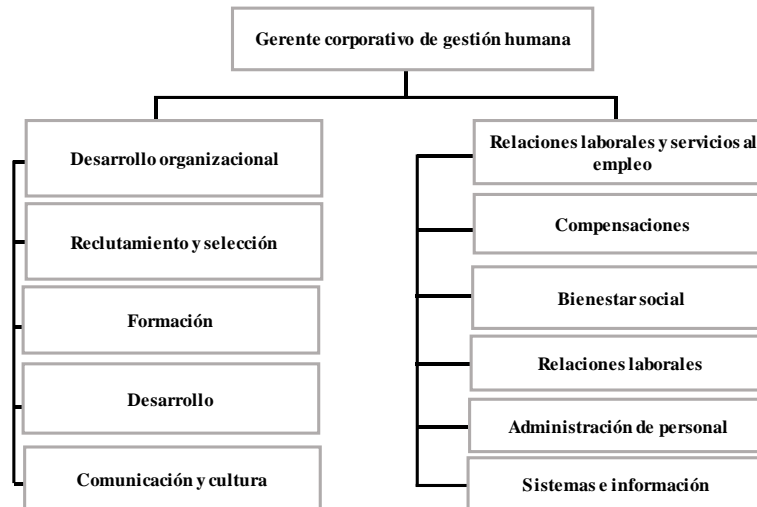 Gerente corporativo de gestión humana
Desarrollo organizacional
Reclutamiento y selección
Formación
Desarrollo
Comunicación y cultura
Relaciones laborales y servicios al
empleo
Compensaciones
Bienestar social
Relaciones laborales
Administración de personal
Sistemas e información